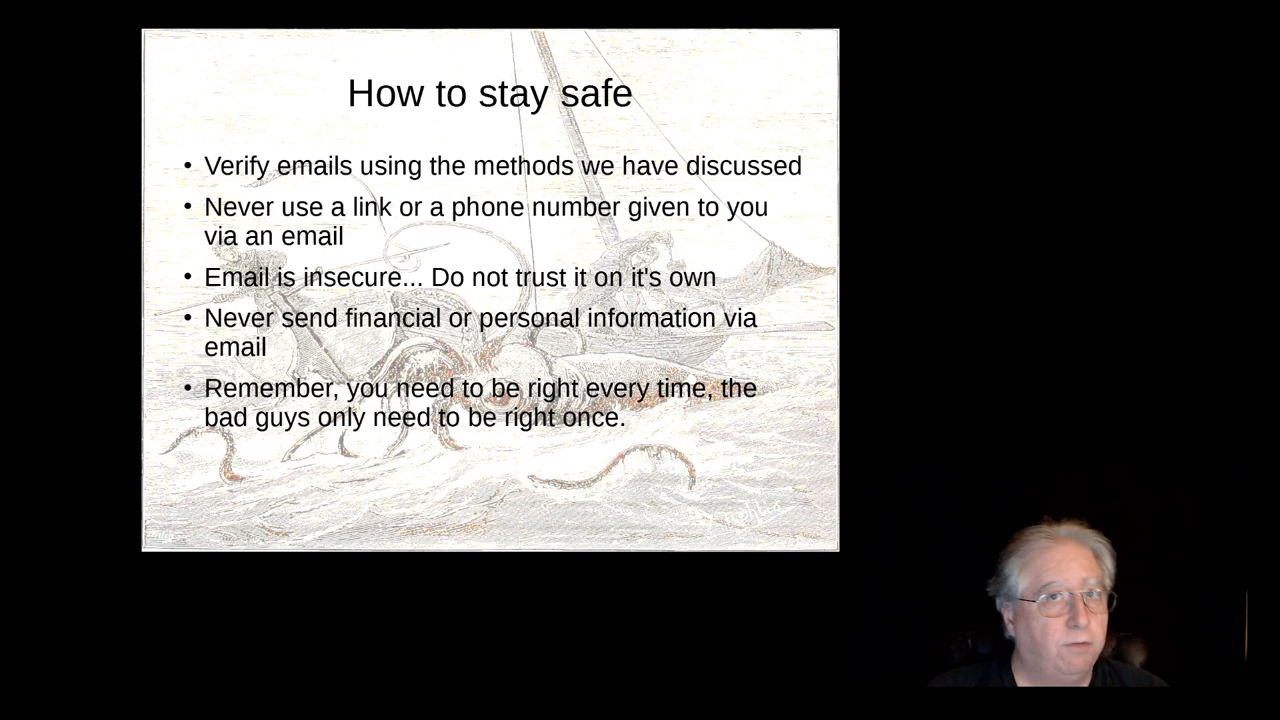 How to stay safe
• Verify emails using the methods we have discussed
• Never use a link or a phone number given to you
via an email
• Email is insecure... Do not trust it on it's own
• Never send financial or personal information via
email
• Remember, you need to be right every time, the
bad guys only need to be right once.